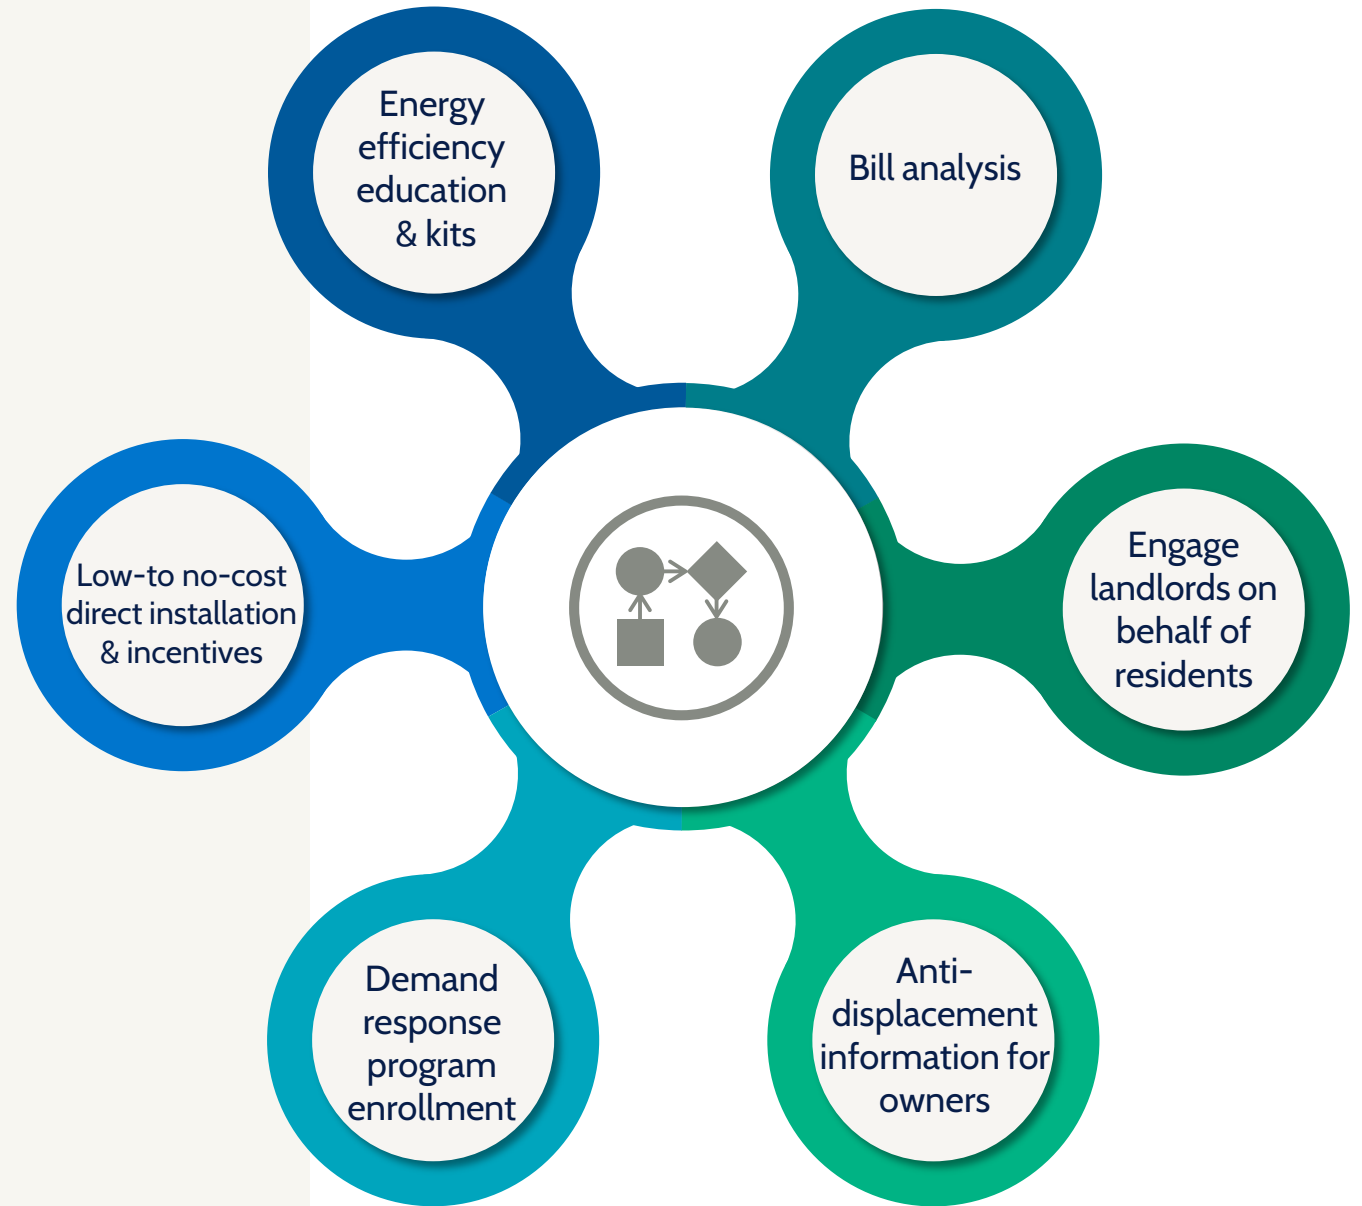 Energy
efficiency
education
& kits
Bill analysis
Low-to no-cost
direct installation
& incentives
Engage
landlords on
behalf of
residents
Demand
response
program
enrollment
Anti-
displacement
information for
owners